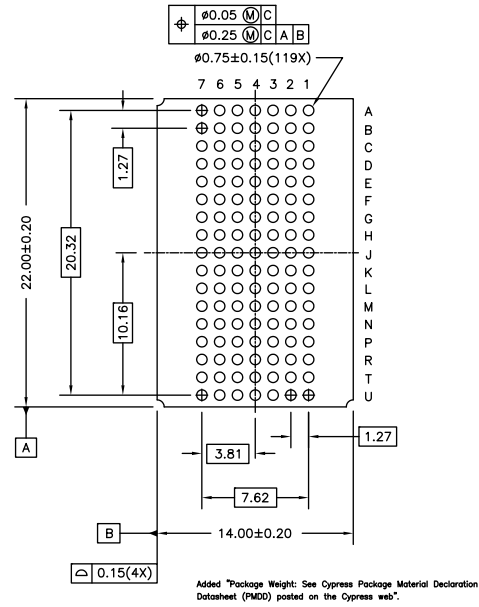 ⌖ ø0.05 Ⓜ C
ø0.25 Ⓜ C A B
ø0.75±0.15(119X)
7 6 5 4 3 2 1
A
B
C
D
E
F
G
H
J
K
L
M
N
P
R
T
U
1.27
20.32
22.00±0.20
10.16
A
1.27
3.81
7.62
B
14.00±0.20
⌓ 0.15(4X)
Added "Package Weight: See Cypress Package Material Declaration
Datasheet (PMDD) posted on the Cypress web".